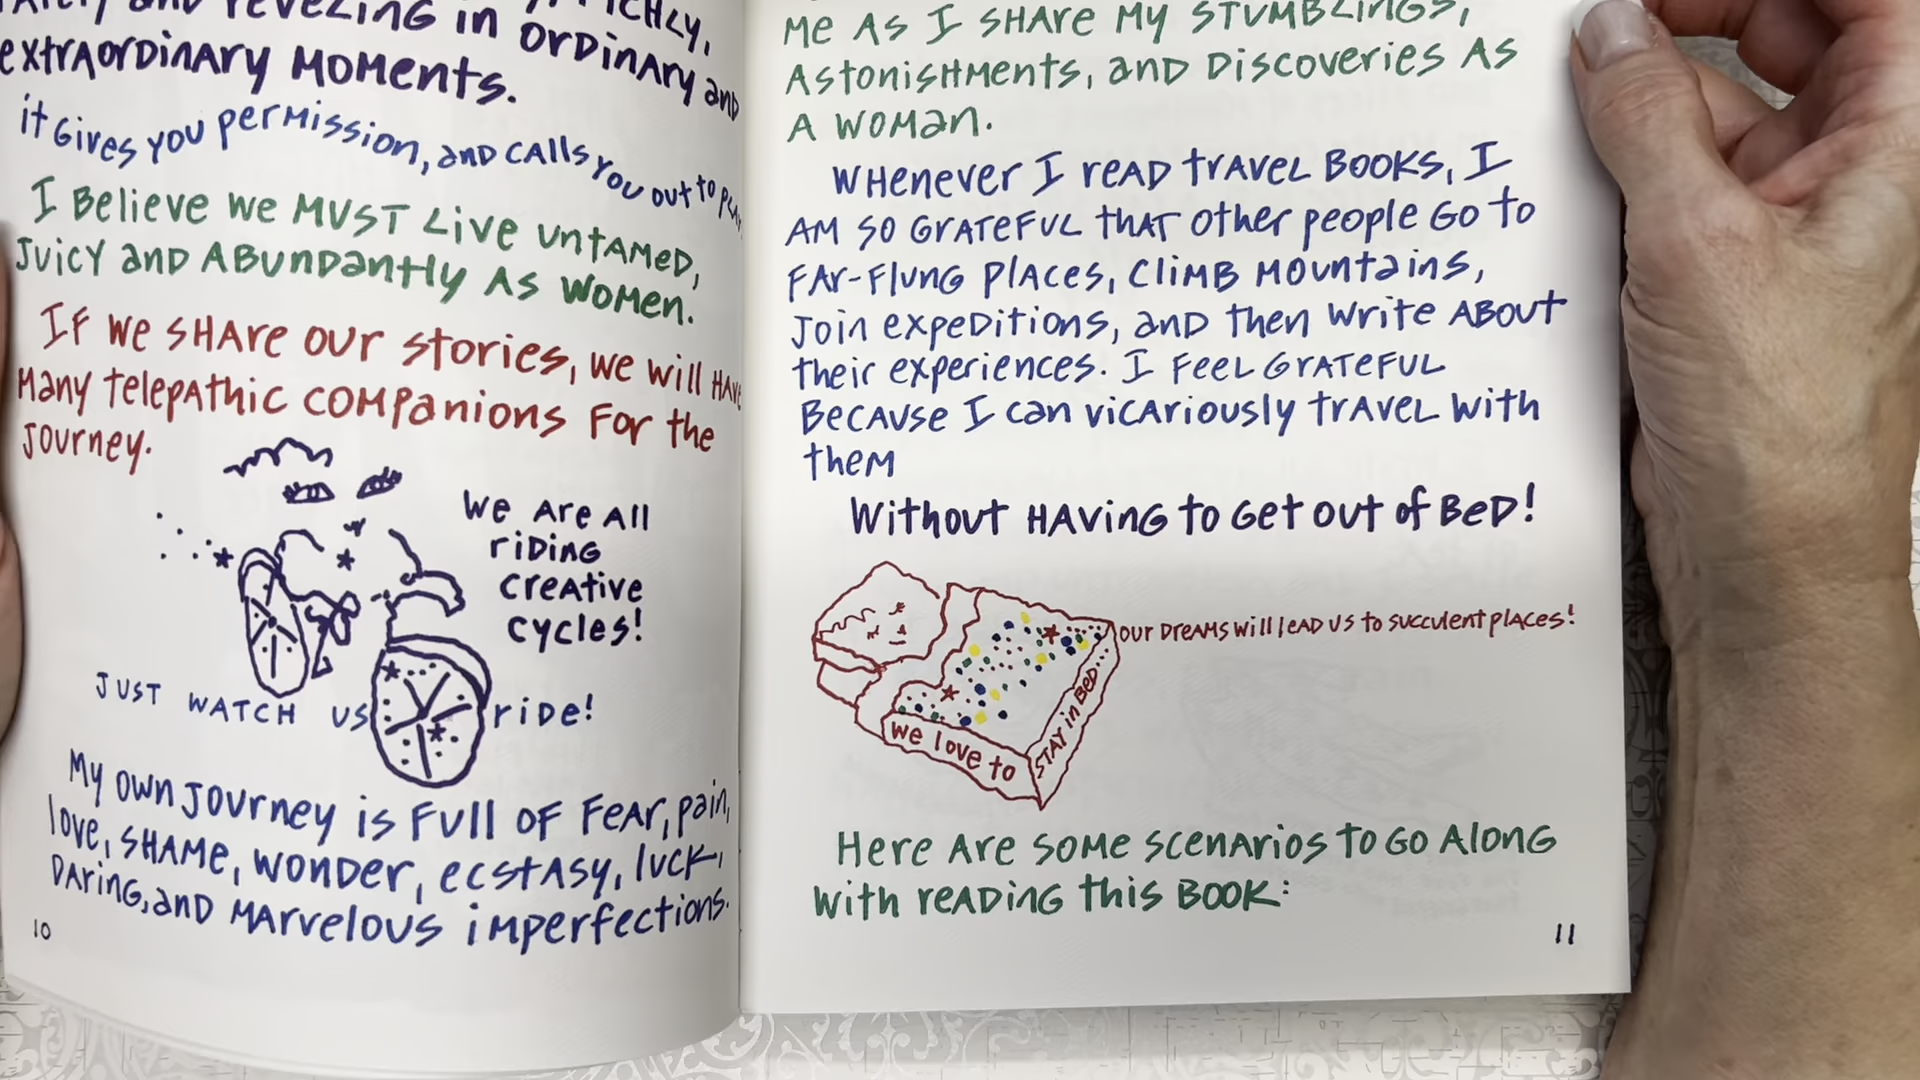 and reveling in ordinary and
extraordinary moments.
it gives you permission, and calls you out to
I Believe we MUST Live untamed,
Juicy and Abundantly As women.
If we share our stories, we will have
many telepathic companions for the
journey.
we are all
riding
creative
cycles!
Just watch us ride!
My own journey is full of fear, pain,
love, shame, wonder, ecstasy, luck,
daring, and marvelous imperfections.
10
me as I share my stumblings,
Astonishments, and Discoveries As
A woman.
Whenever I read travel books, I
am so grateful that other people go to
far-flung places, climb mountains,
join expeditions, and then write about
their experiences. I feel grateful
Because I can vicariously travel with
them
Without having to get out of bed!
our dreams will lead us to succulent places!
we love to
stay in bed...
Here are some scenarios to go along
with reading this book:
11